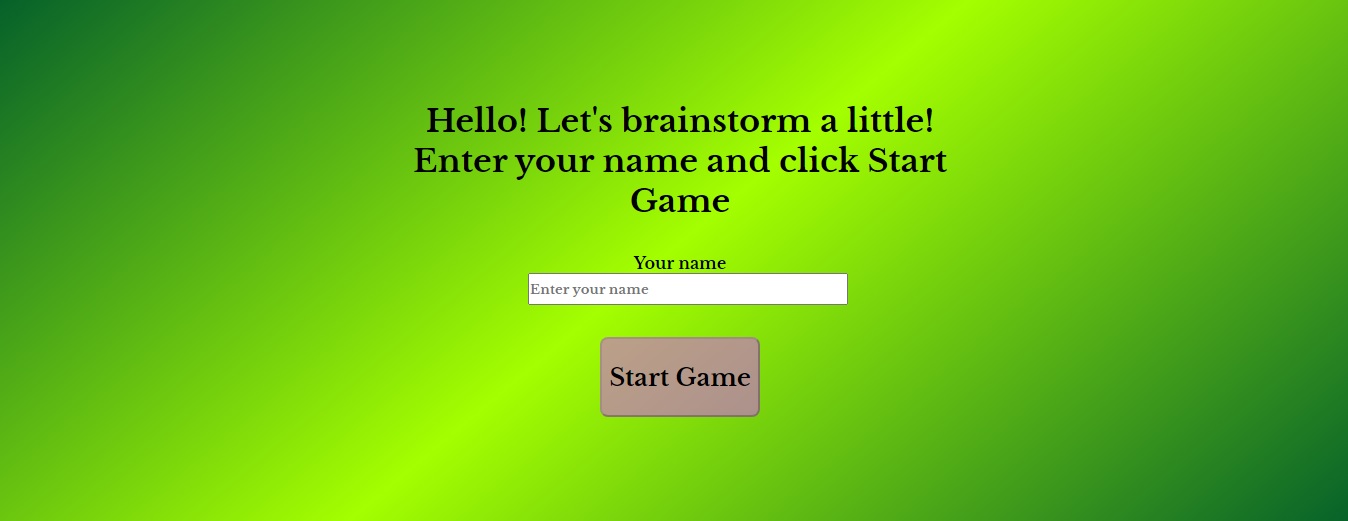 Hello! Let's brainstorm a little!
Enter your name and click Start
Game
Your name
Enter your name
Start Game